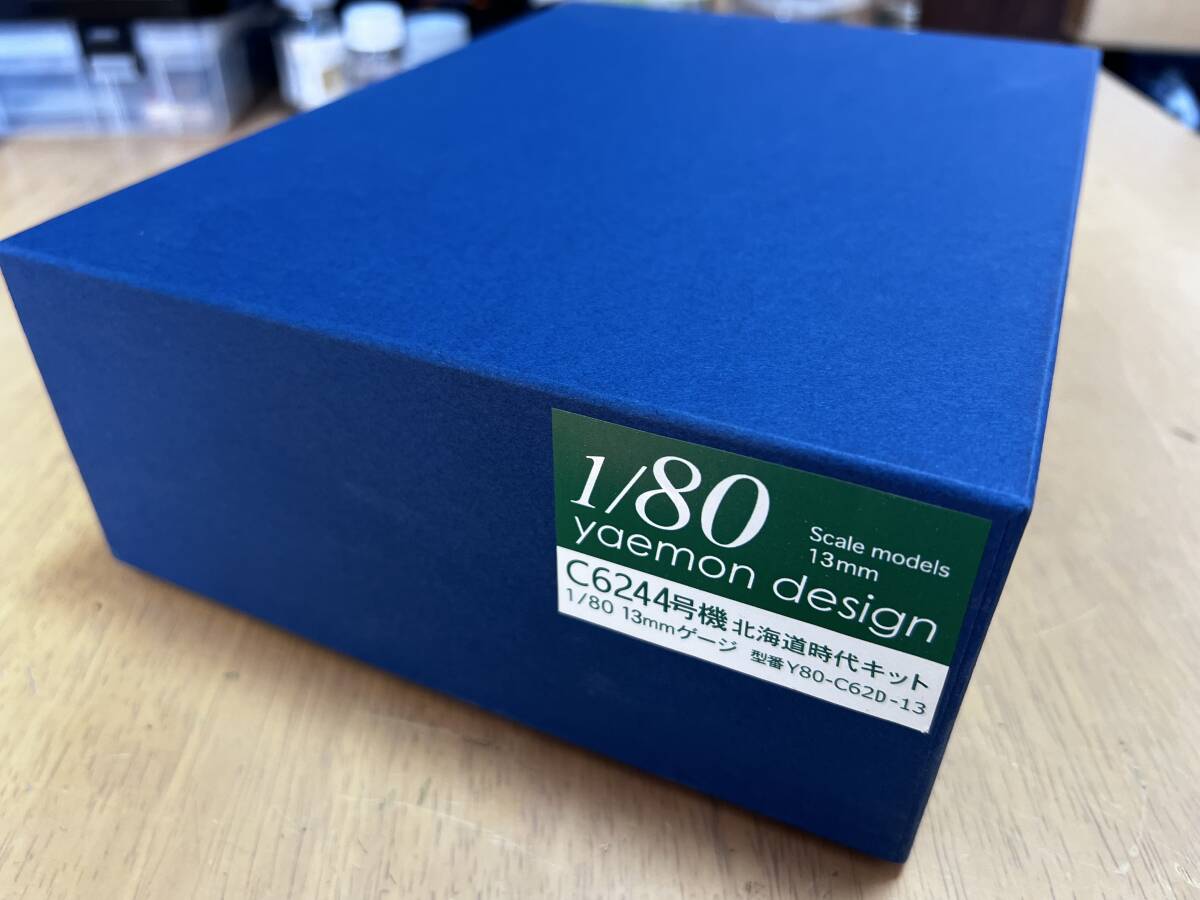 1/80
Scale models
13mm
yaemon design
C6244号機 北海道時代キット
1/80 13mmゲージ 型番Y80-C62D-13